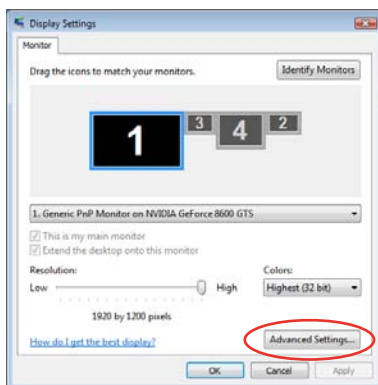 Display Settings
Monitor
Drag the icons to match your monitors.
Identify Monitors
1
3
4
2
1. Generic PnP Monitor on NVIDIA GeForce 8600 GTS
This is my main monitor
Extend the desktop onto this monitor
Resolution:
Colors:
Low
High
Highest (32 bit)
1920 by 1200 pixels
How do I get the best display?
Advanced Settings...
OK
Cancel
Apply